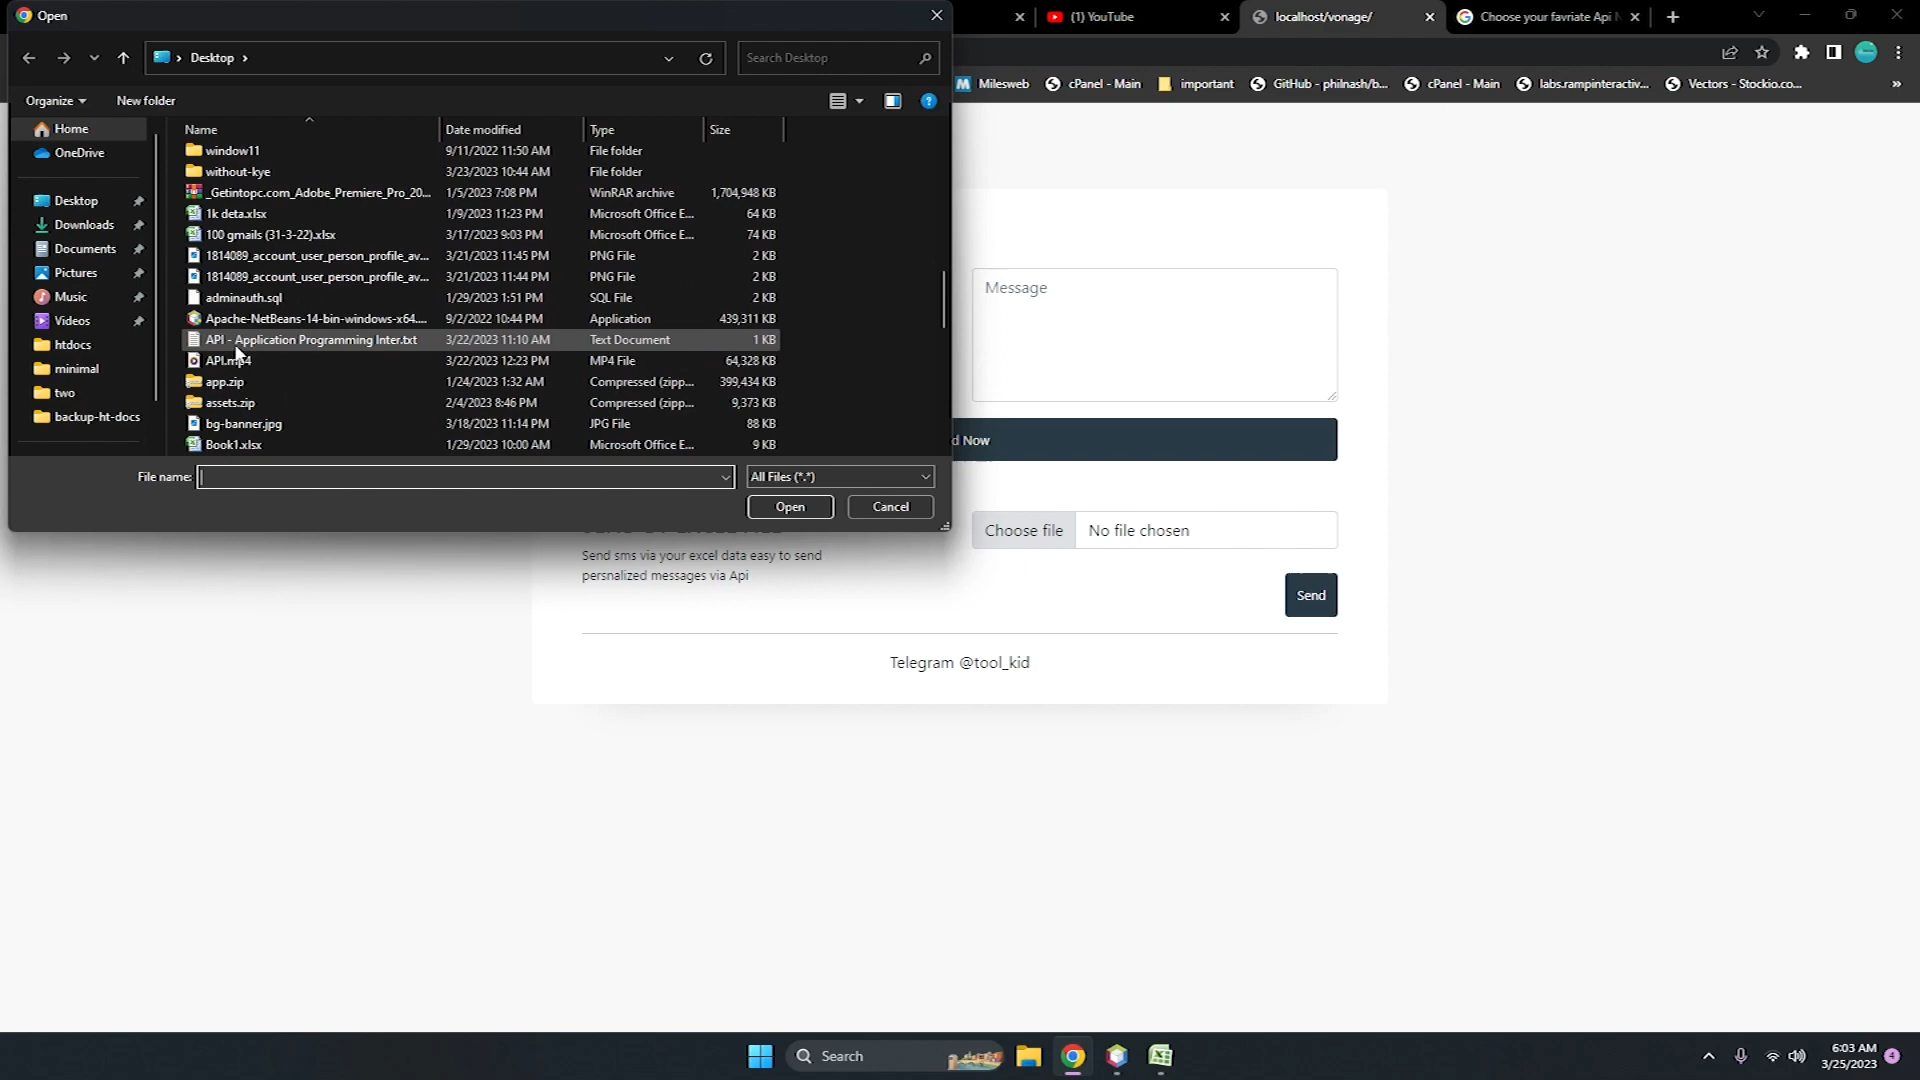 Open
(1) YouTube
localhost/vonage/
Choose your favriate Api N
Desktop
Search Desktop
Milesweb
cPanel - Main
important
GitHub - philnash/b...
cPanel - Main
labs.rampinteractiv...
Vectors - Stockio.co...
»
Organize
New folder
Name
Date modified
Type
Size
Home
OneDrive
Desktop
Downloads
Documents
Pictures
Music
Videos
htdocs
minimal
two
backup-ht-docs
window11 9/11/2022 11:50 AM File folder
without-kye 3/23/2023 10:44 AM File folder
_Getintopc.com_Adobe_Premiere_Pro_20... 1/5/2023 7:08 PM WinRAR archive 1,704,948 KB
1k deta.xlsx 1/9/2023 11:23 PM Microsoft Office E... 64 KB
100 gmails (31-3-22).xlsx 3/17/2023 9:03 PM Microsoft Office E... 74 KB
1814089_account_user_person_profile_av... 3/21/2023 11:45 PM PNG File 2 KB
1814089_account_user_person_profile_av... 3/21/2023 11:44 PM PNG File 2 KB
adminauth.sql 1/29/2023 1:51 PM SQL File 2 KB
Apache-NetBeans-14-bin-windows-x64.... 9/2/2022 10:44 PM Application 439,311 KB
API - Application Programming Inter.txt 3/22/2023 11:10 AM Text Document 1 KB
API.mp4 3/22/2023 12:23 PM MP4 File 64,328 KB
app.zip 1/24/2023 1:32 AM Compressed (zipp... 399,434 KB
assets.zip 2/4/2023 8:46 PM Compressed (zipp... 9,373 KB
bg-banner.jpg 3/18/2023 11:14 PM JPG File 88 KB
Book1.xlsx 1/29/2023 10:00 AM Microsoft Office E... 9 KB
File name:
All Files (*.*)
Open
Cancel
Message
d Now
Choose file
No file chosen
Send sms via your excel data easy to send
persnalized messages via Api
Send
Telegram @tool_kid
Search
6:03 AM
3/25/2023
4